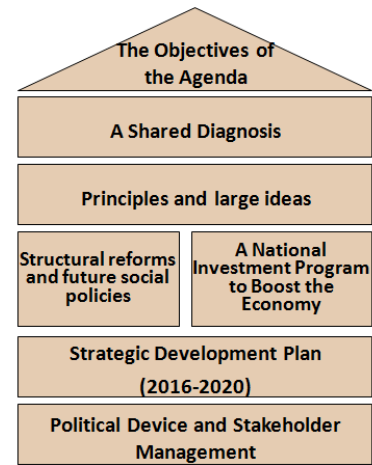 The Objectives of
the Agenda
A Shared Diagnosis
Principles and large ideas
Structural reforms
and future social
policies
A National
Investment Program
to Boost the
Economy
Strategic Development Plan
(2016-2020)
Political Device and Stakeholder
Management